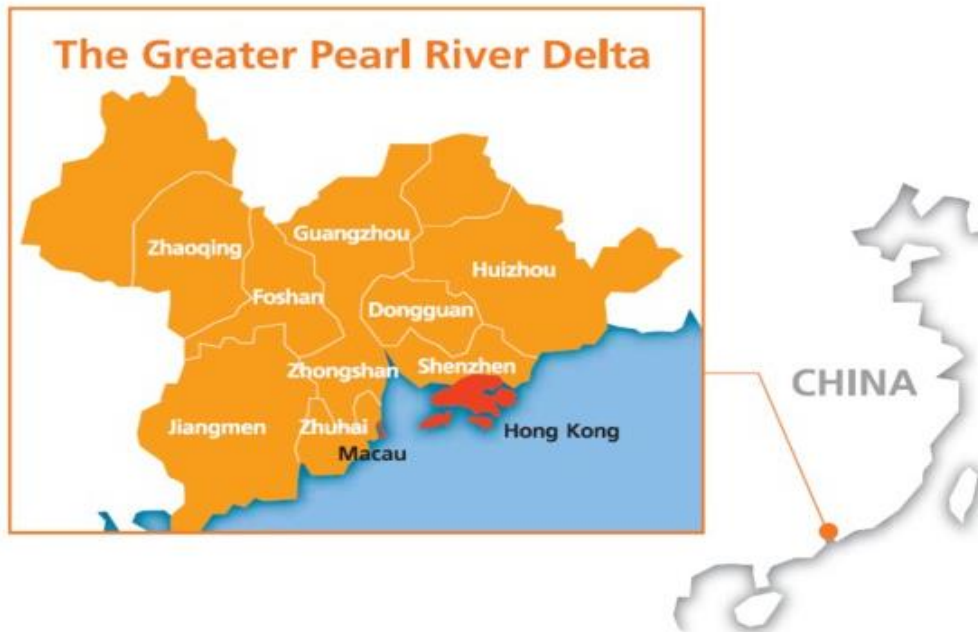 The Greater Pearl River Delta
Guangzhou
Zhaoqing
Huizhou
Foshan
Dongguan
Zhongshan
Shenzhen
Jiangmen
Zhuhai
Hong Kong
Macau
CHINA